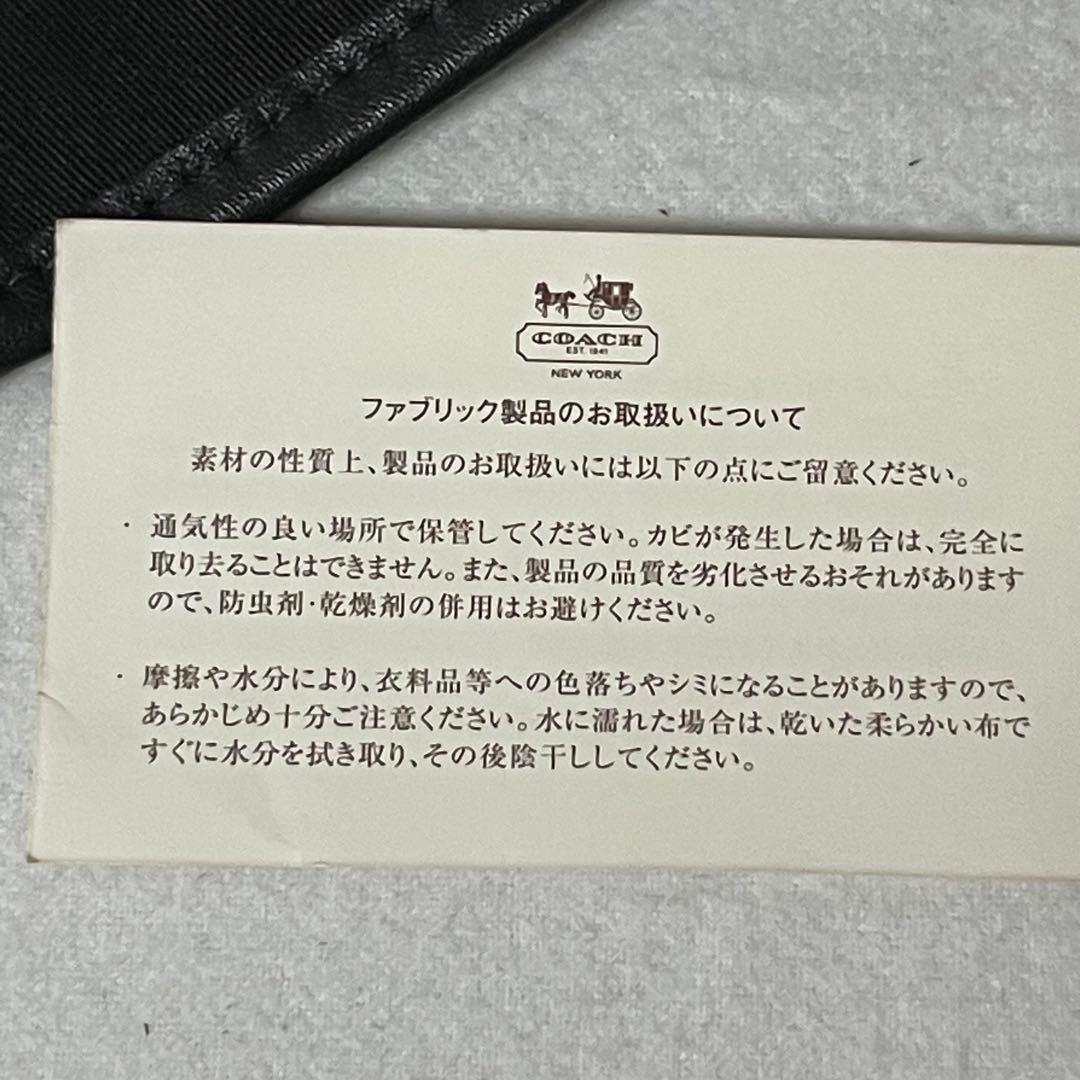 COACH
EST. 1941
NEW YORK
ファブリック製品のお取扱いについて
素材の性質上、製品のお取扱いには以下の点にご留意ください。
・通気性の良い場所で保管してください。カビが発生した場合は、完全に
取り去ることはできません。また、製品の品質を劣化させるおそれがあります
ので、防虫剤・乾燥剤の併用はお避けください。
・摩擦や水分により、衣料品等への色落ちやシミになることがありますので、
あらかじめ十分ご注意ください。水に濡れた場合は、乾いた柔らかい布で
すぐに水分を拭き取り、その後陰干ししてください。